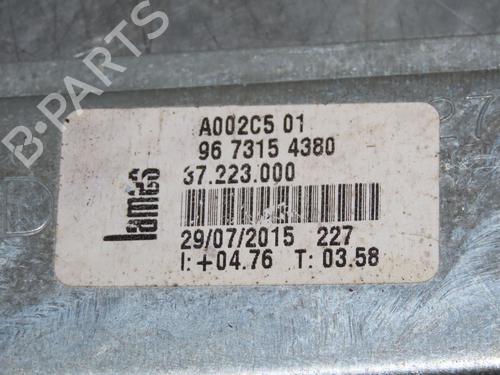 A002C5 01
96 7315 4380
37.223.000
lames
29/07/2015 227
I: +04.76 T: 03.58
B-PARTS